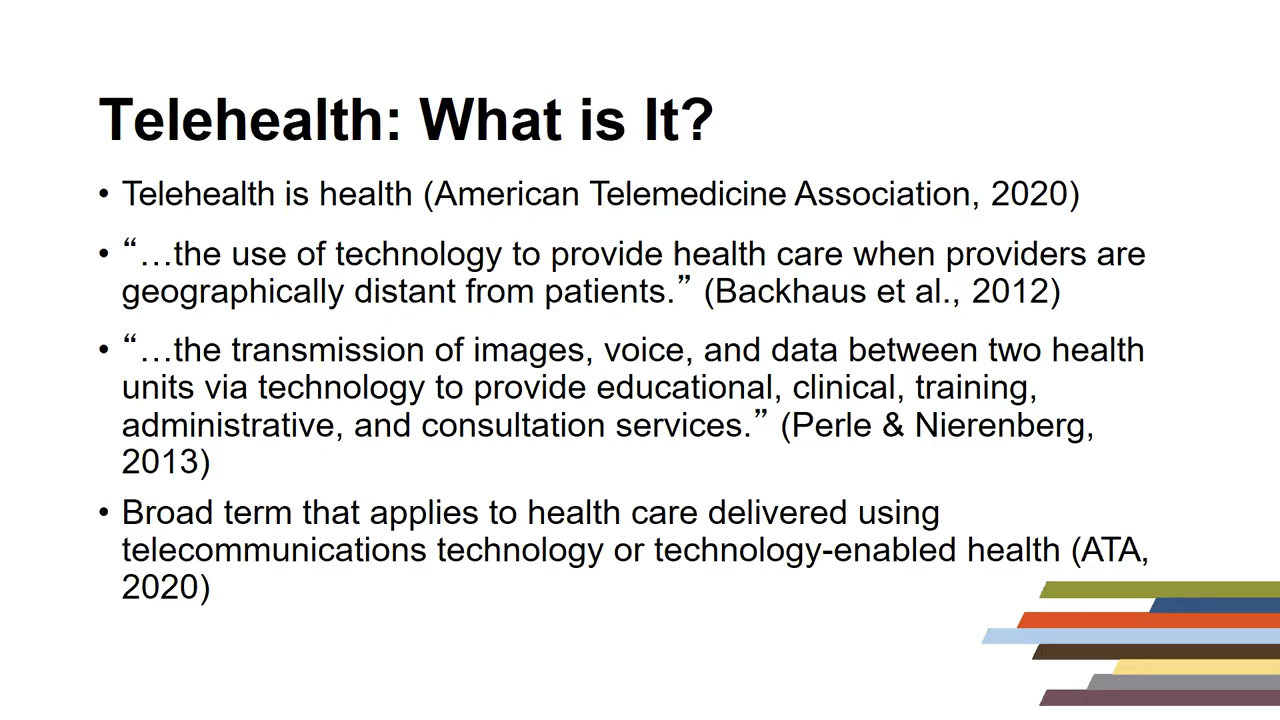 Telehealth: What is It?
• Telehealth is health (American Telemedicine Association, 2020)
• “…the use of technology to provide health care when providers are
geographically distant from patients.” (Backhaus et al., 2012)
• “…the transmission of images, voice, and data between two health
units via technology to provide educational, clinical, training,
administrative, and consultation services.” (Perle & Nierenberg,
2013)
• Broad term that applies to health care delivered using
telecommunications technology or technology-enabled health (ATA,
2020)